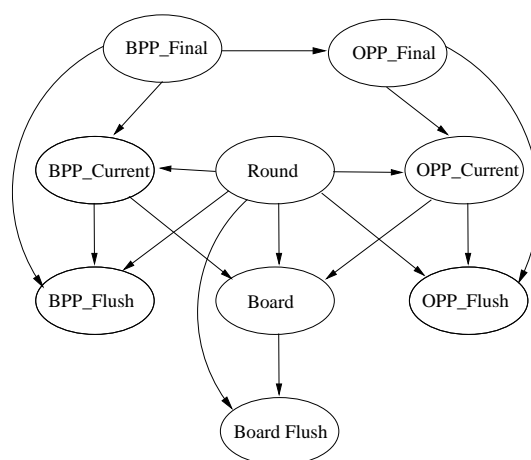 BPP_Final
OPP_Final
BPP_Current
Round
OPP_Current
BPP_Flush
Board
OPP_Flush
Board Flush